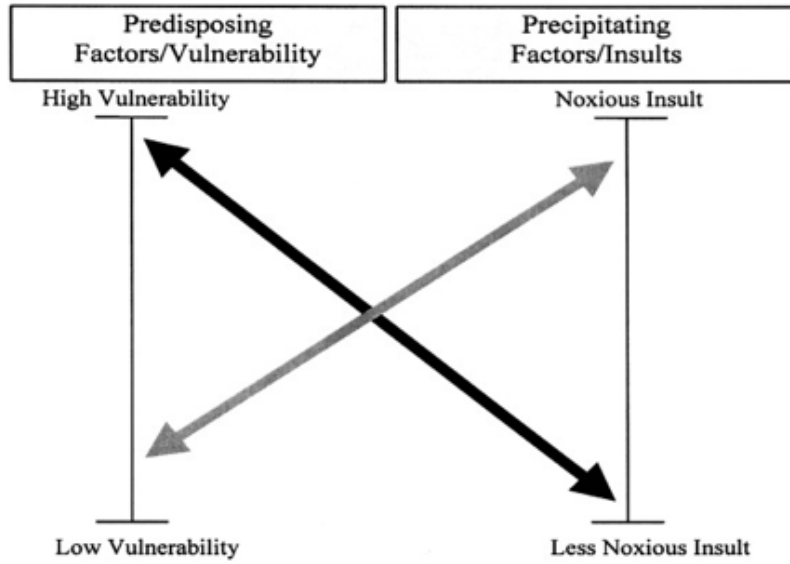 Predisposing
Factors/Vulnerability
Precipitating
Factors/Insults
High Vulnerability
Noxious Insult
Low Vulnerability
Less Noxious Insult